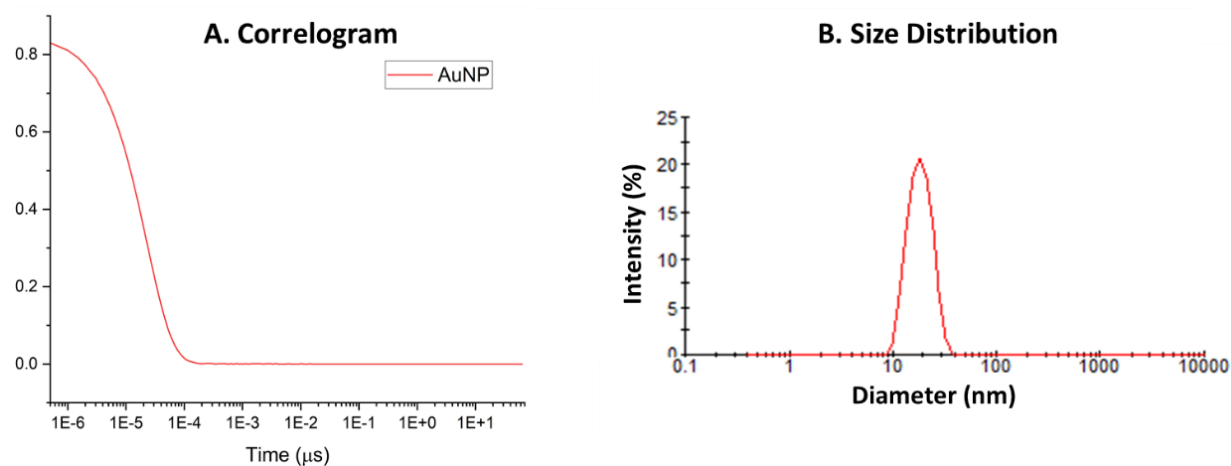 A. Correlogram
AuNP
0.8
0.6
0.4
0.2
0.0
1E-6 1E-5 1E-4 1E-3 1E-2 1E-1 1E+0 1E+1
Time (μs)
B. Size Distribution
Intensity (%)
25
20
15
10
5
0
0.1 1 10 100 1000 10000
Diameter (nm)